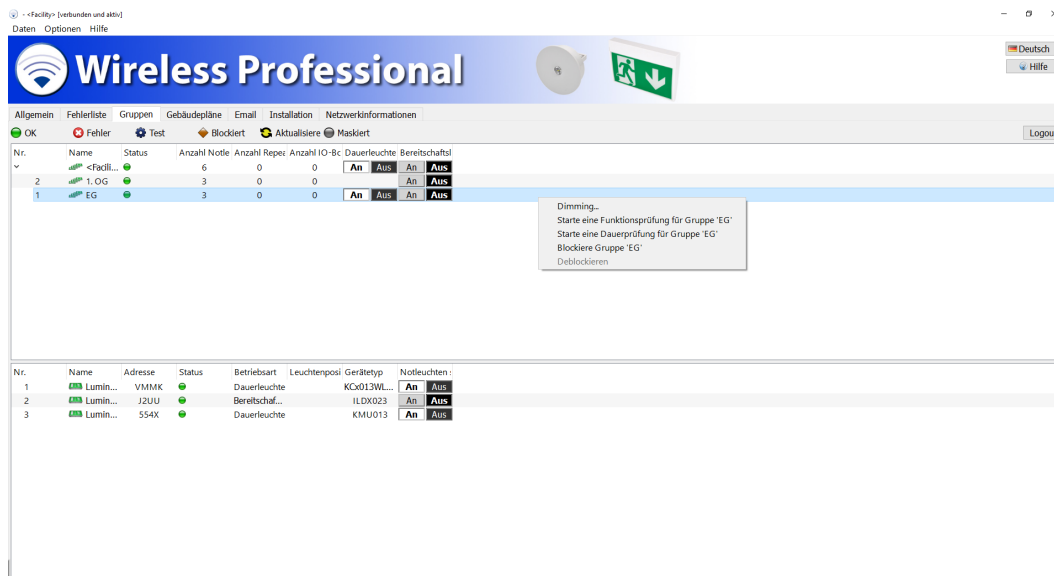 - <Facility> [verbunden und aktiv]
Daten Optionen Hilfe
Wireless Professional
Deutsch
Hilfe
Allgemein Fehlerliste Gruppen Gebäudepläne Email Installation Netzwerkinformationen
OK Fehler Test Blockiert Aktualisiere Maskiert Logou
Nr. Name Status Anzahl Notle Anzahl Repea Anzahl IO-Bo Dauerleuchte Bereitschaftsl
<Facili... 6 0 0 An Aus An Aus
2 1. OG 3 0 0 An Aus
1 EG 3 0 0 An Aus An Aus
Dimming...
Starte eine Funktionsprüfung für Gruppe 'EG'
Starte eine Dauerprüfung für Gruppe 'EG'
Blockiere Gruppe 'EG'
Deblockieren
Nr. Name Adresse Status Betriebsart Leuchtenposi Gerätetyp Notleuchten s
1 Lumin... VMMK Dauerleuchte KCx013WL... An Aus
2 Lumin... J2UU Bereitschaf... ILDX023 An Aus
3 Lumin... 554X Dauerleuchte KMU013 An Aus